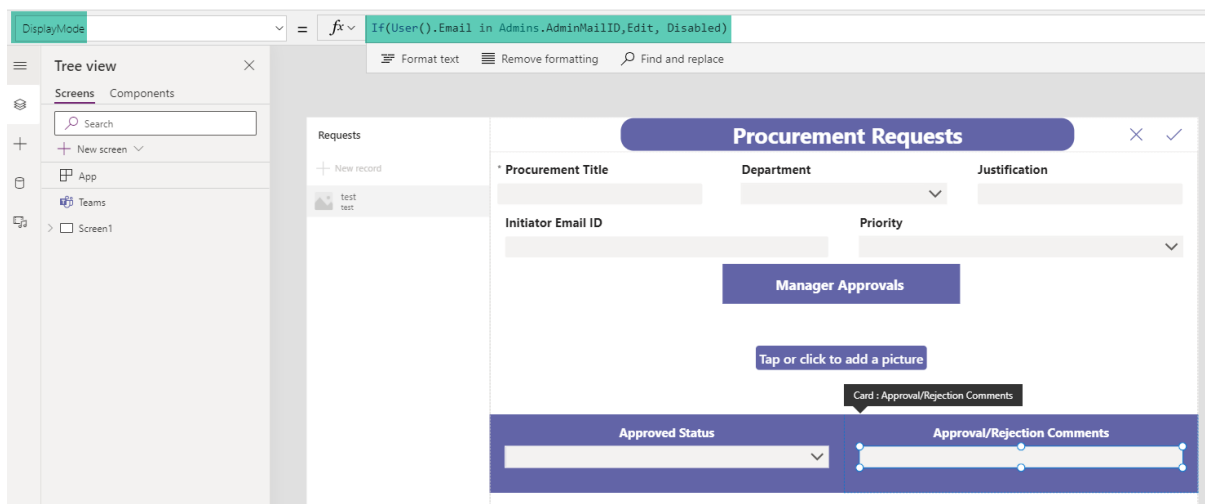 DisplayMode
=
fx
If(User().Email in Admins.AdminMailID,Edit, Disabled)
Format text
Remove formatting
Find and replace
Tree view
Screens
Components
Search
New screen
App
Teams
Screen1
Requests
New record
test
test
Procurement Requests
* Procurement Title
Department
Justification
Initiator Email ID
Priority
Manager Approvals
Tap or click to add a picture
Card : Approval/Rejection Comments
Approved Status
Approval/Rejection Comments